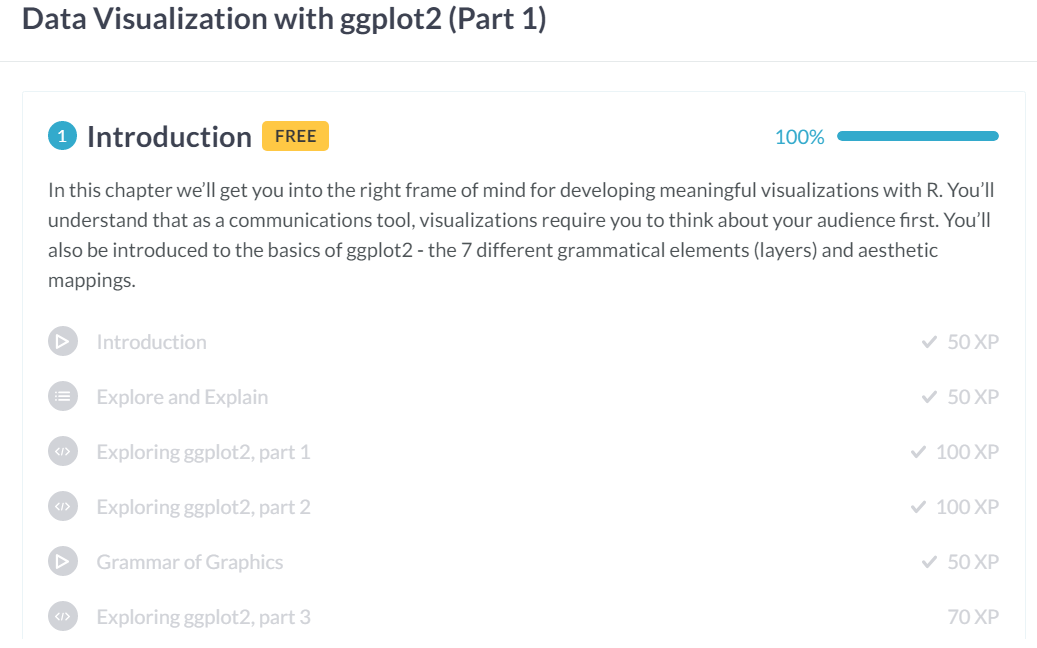 Data Visualization with ggplot2 (Part 1)
1 Introduction FREE 100%
In this chapter we’ll get you into the right frame of mind for developing meaningful visualizations with R. You’ll
understand that as a communications tool, visualizations require you to think about your audience first. You’ll
also be introduced to the basics of ggplot2 - the 7 different grammatical elements (layers) and aesthetic
mappings.
Introduction 50 XP
Explore and Explain 50 XP
Exploring ggplot2, part 1 100 XP
Exploring ggplot2, part 2 100 XP
Grammar of Graphics 50 XP
Exploring ggplot2, part 3 70 XP